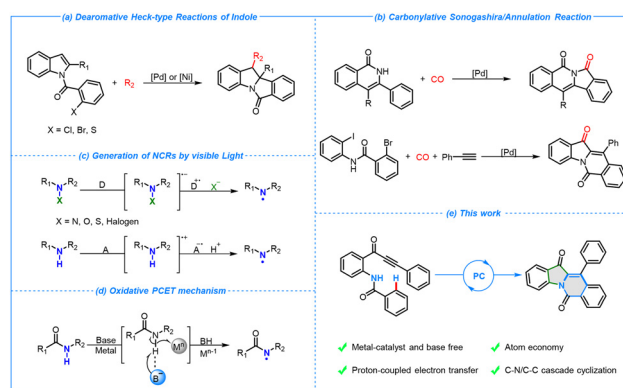 (a) Dearomative Heck-type Reactions of Indole
R1
N
O
X
+ R2
[Pd] or [Ni]
R2
R1
N
O
X = Cl, Br, S
(b) Carbonylative Sonogashira/Annulation Reaction
O
NH
R
+ CO
[Pd]
O
O
N
R
I
Br
N
H
O
+ CO + Ph
[Pd]
O
Ph
N
O
(c) Generation of NCRs by visible Light
R1 N R2
X
D
R1 N R2
X
•−
D•+ X−
R1 N• R2
X = N, O, S, Halogen
R1 N R2
H
A
R1 N R2
H
•+
A•− H+
R1 N• R2
(d) Oxidative PCET mechanism
O
R1 N R2
H
Base
Metal
O
R1 N R2
H
Mn
B
BH
Mn-1
O
R1 N• R2
(e) This work
O
NH H
O
PC
O
N
O
✓ Metal-catalyst and base free
✓ Atom economy
✓ Proton-coupled electron transfer
✓ C-N/C-C cascade cyclization